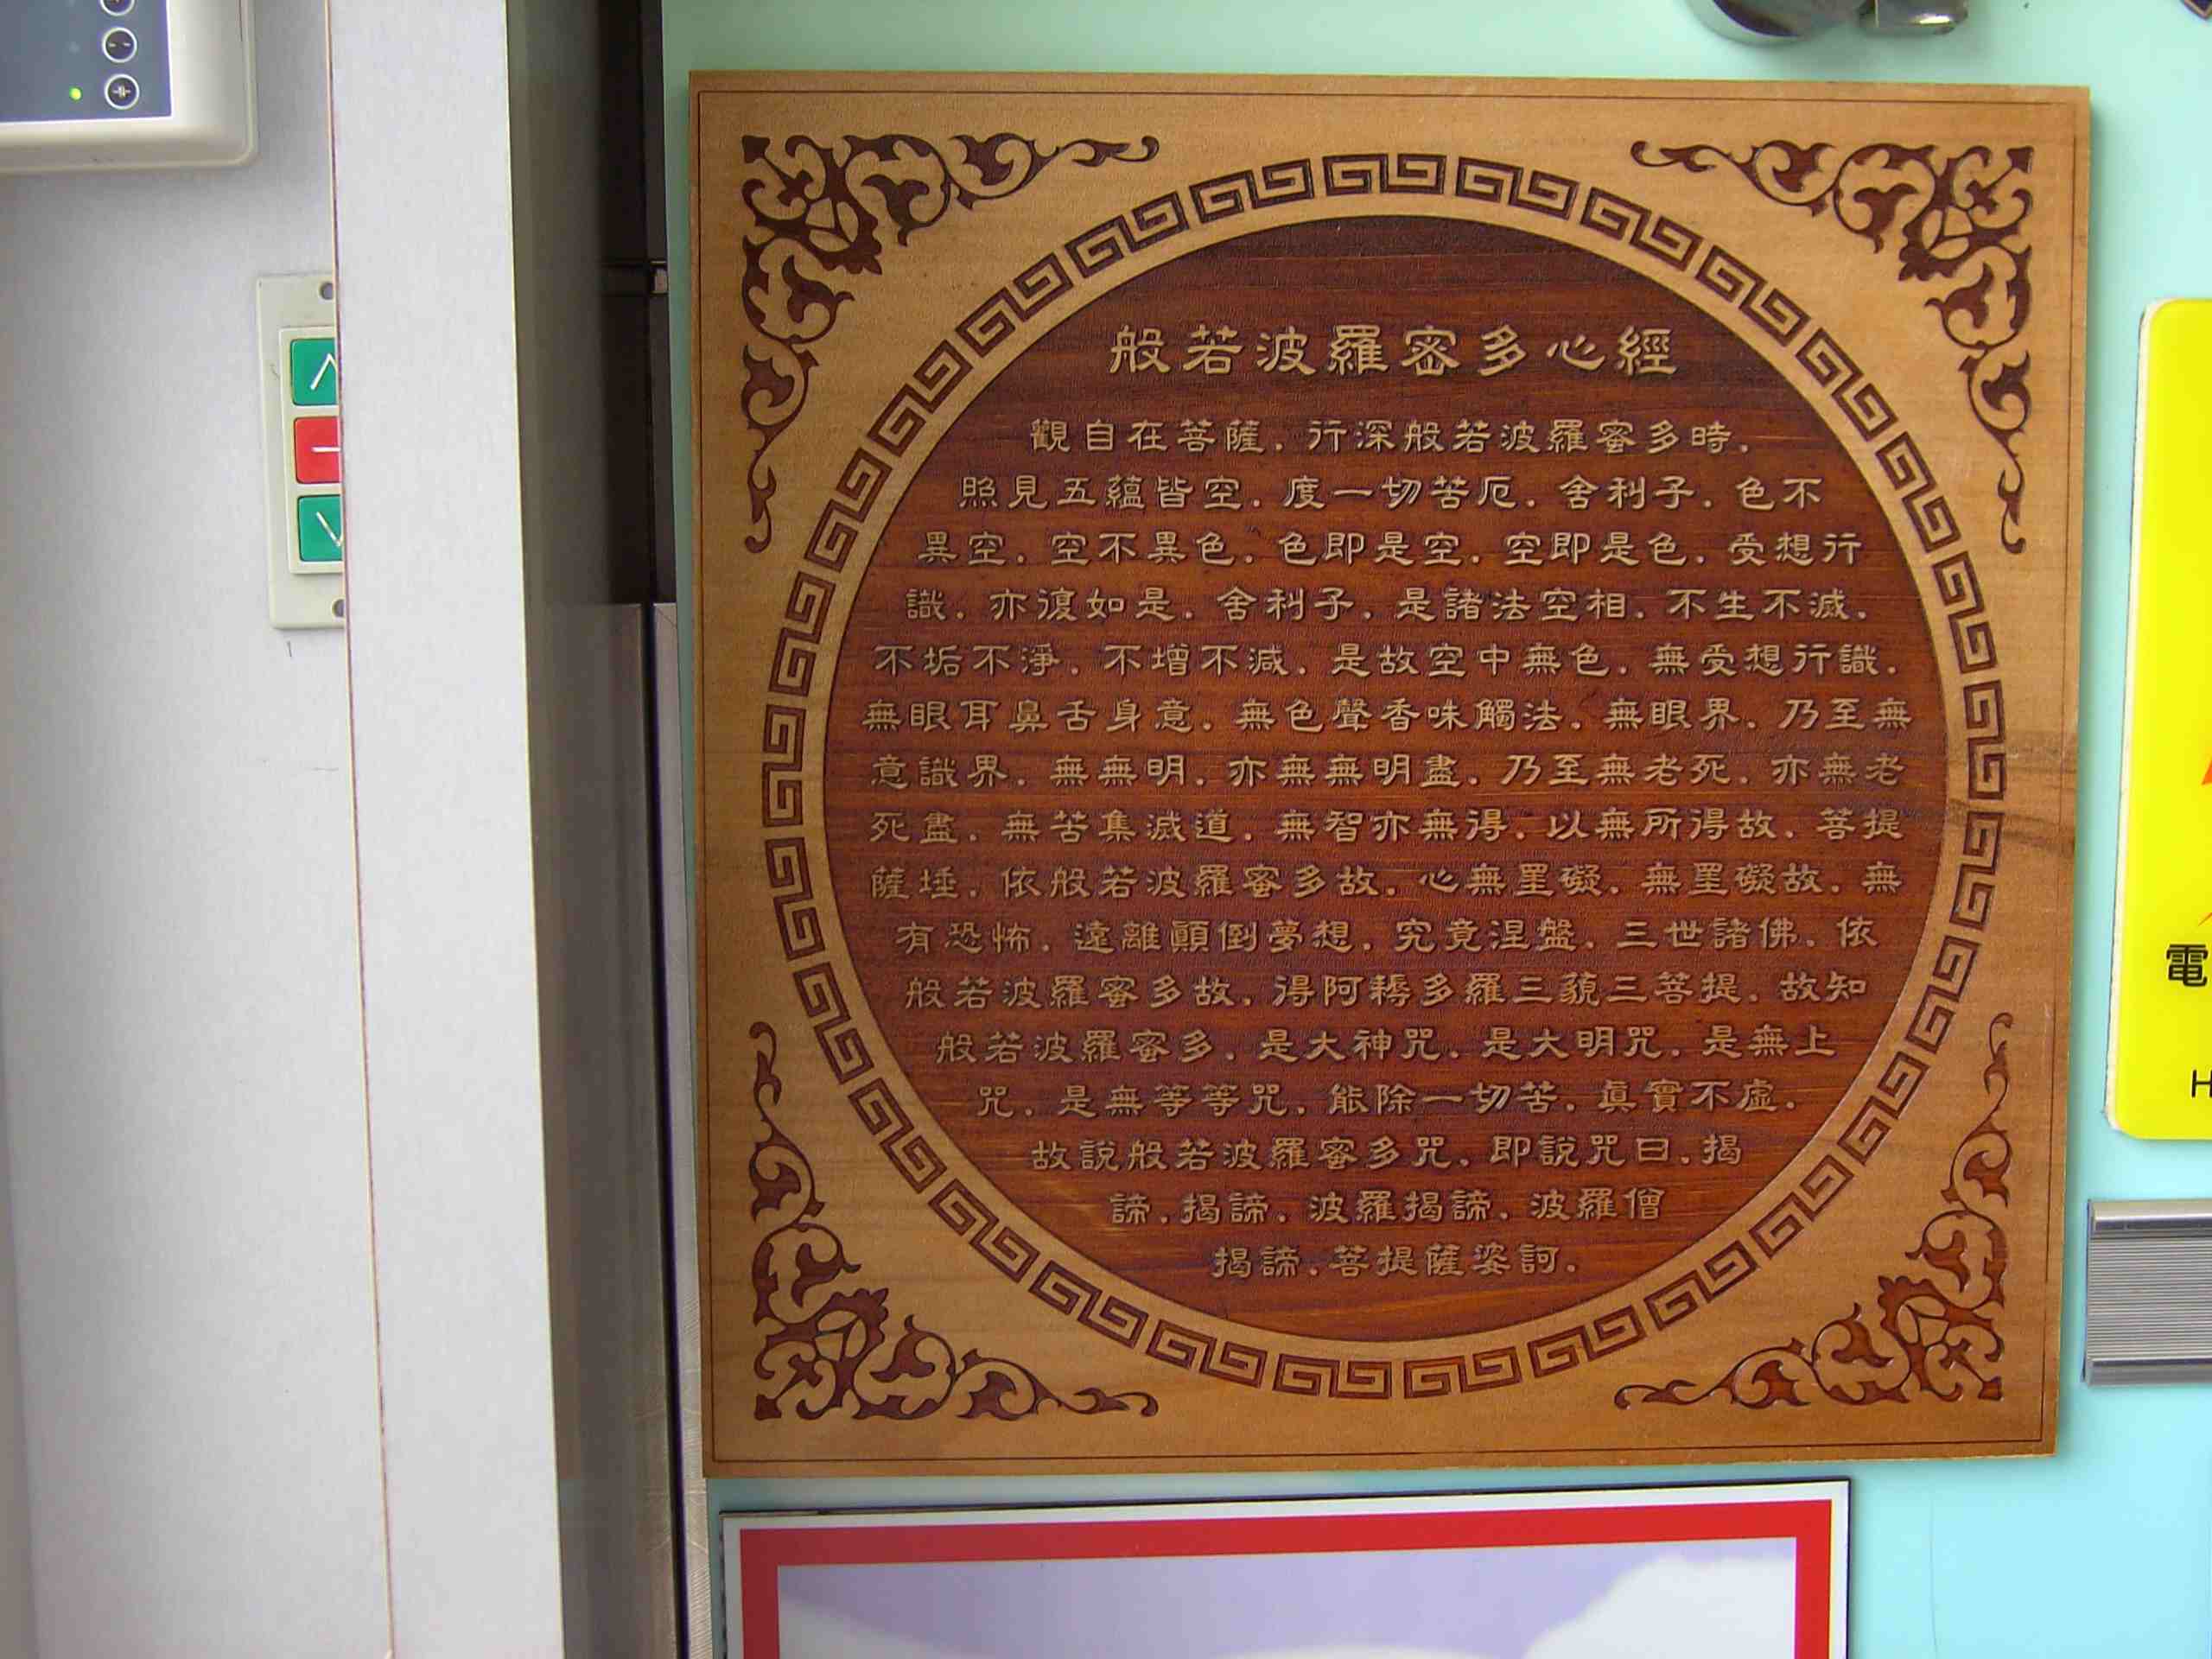 般若波羅蜜多心經
觀自在菩薩．行深般若波羅蜜多時．
照見五蘊皆空．度一切苦厄．舍利子．色不
異空．空不異色．色即是空．空即是色．受想行
識．亦復如是．舍利子．是諸法空相．不生不滅．
不垢不淨．不增不減．是故空中無色．無受想行識．
無眼耳鼻舌身意．無色聲香味觸法．無眼界．乃至無
意識界．無無明．亦無無明盡．乃至無老死．亦無老
死盡．無苦集滅道．無智亦無得．以無所得故．菩提
薩埵．依般若波羅蜜多故．心無罣礙．無罣礙故．無
有恐怖．遠離顛倒夢想．究竟涅盤．三世諸佛．依
般若波羅蜜多故．得阿耨多羅三藐三菩提．故知
般若波羅蜜多．是大神咒．是大明咒．是無上
咒．是無等等咒．能除一切苦．真實不虛．
故說般若波羅蜜多咒．即說咒曰．揭
諦．揭諦．波羅揭諦．波羅僧
揭諦．菩提薩婆訶．
電
H